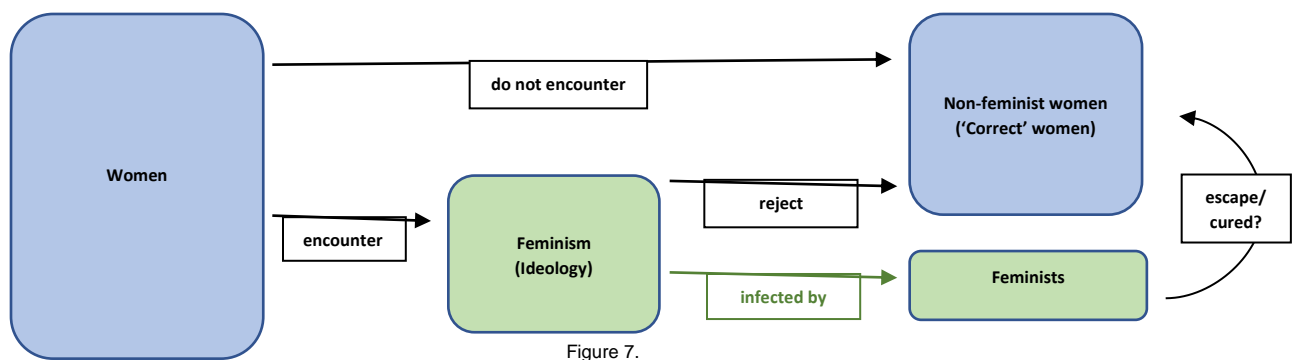 Women
do not encounter
encounter
Feminism
(Ideology)
reject
infected by
Non-feminist women
(‘Correct’ women)
Feminists
escape/
cured?
Figure 7.